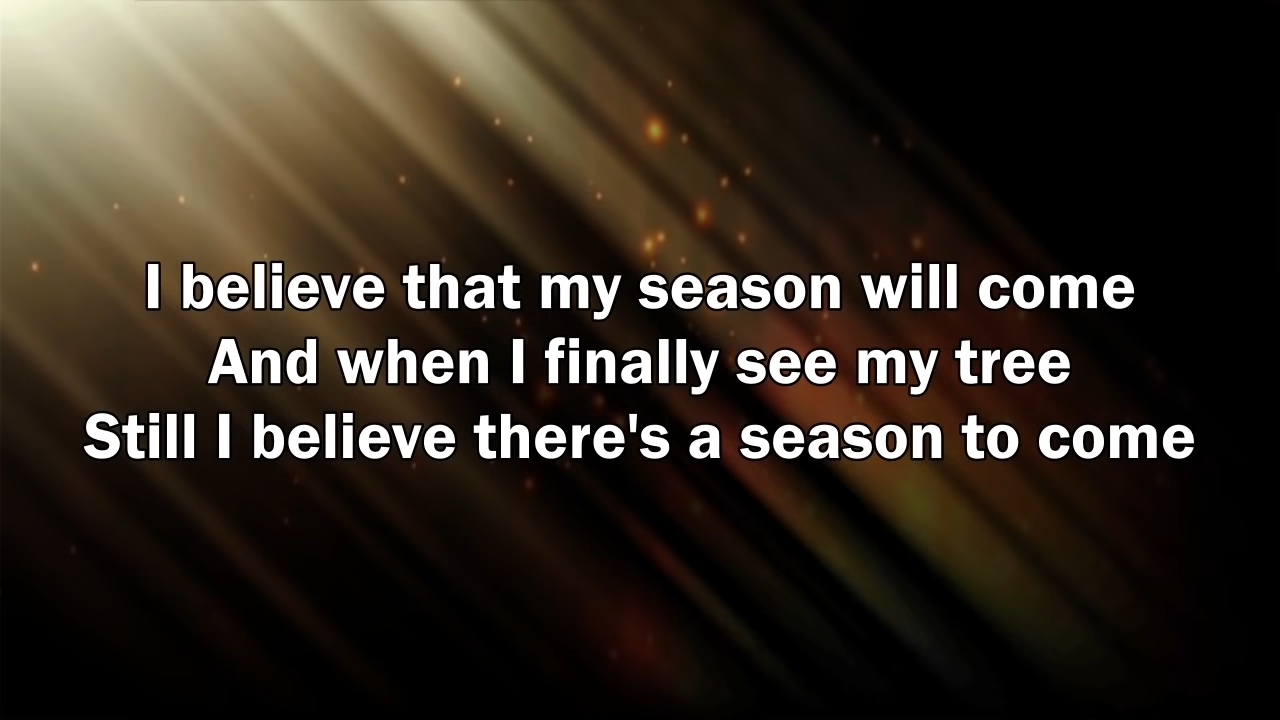 I believe that my season will come
And when I finally see my tree
Still I believe there's a season to come